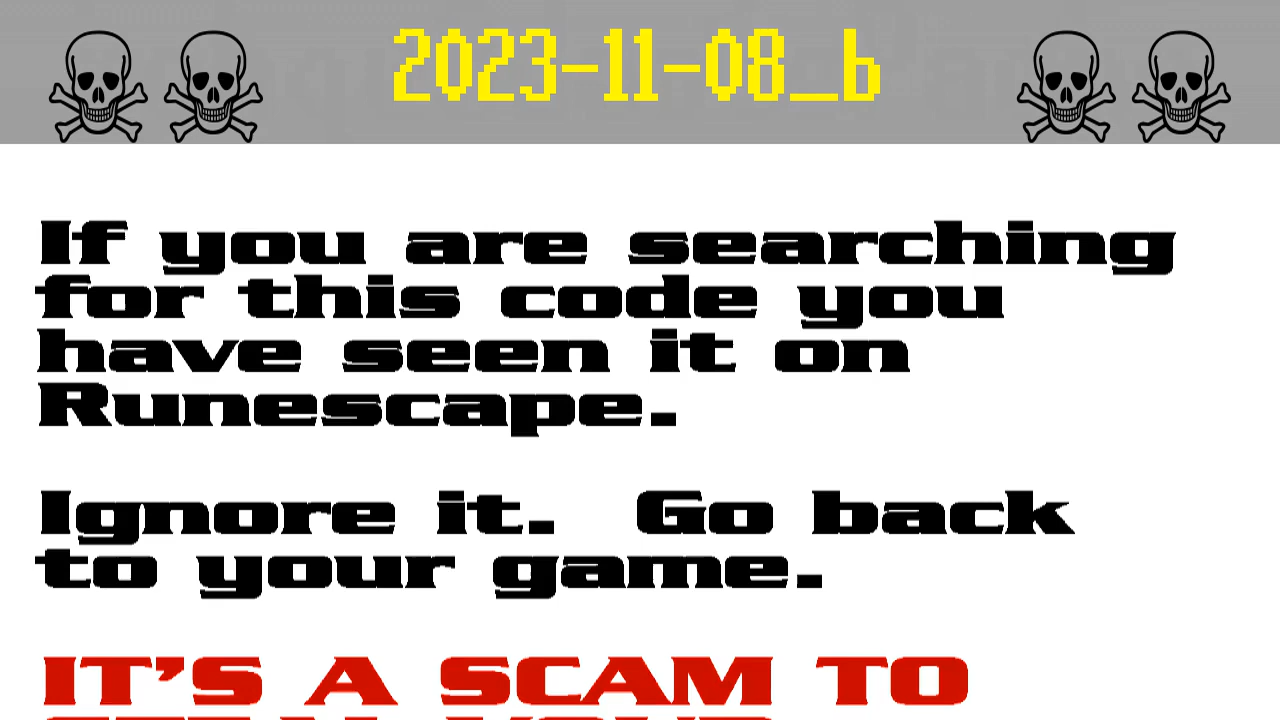 2023-11-08_b
If you are searching
for this code you
have seen it on
Runescape.
Ignore it.  Go back
to your game.
IT'S A SCAM TO